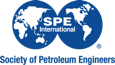 SPE
International
Society of Petroleum Engineers